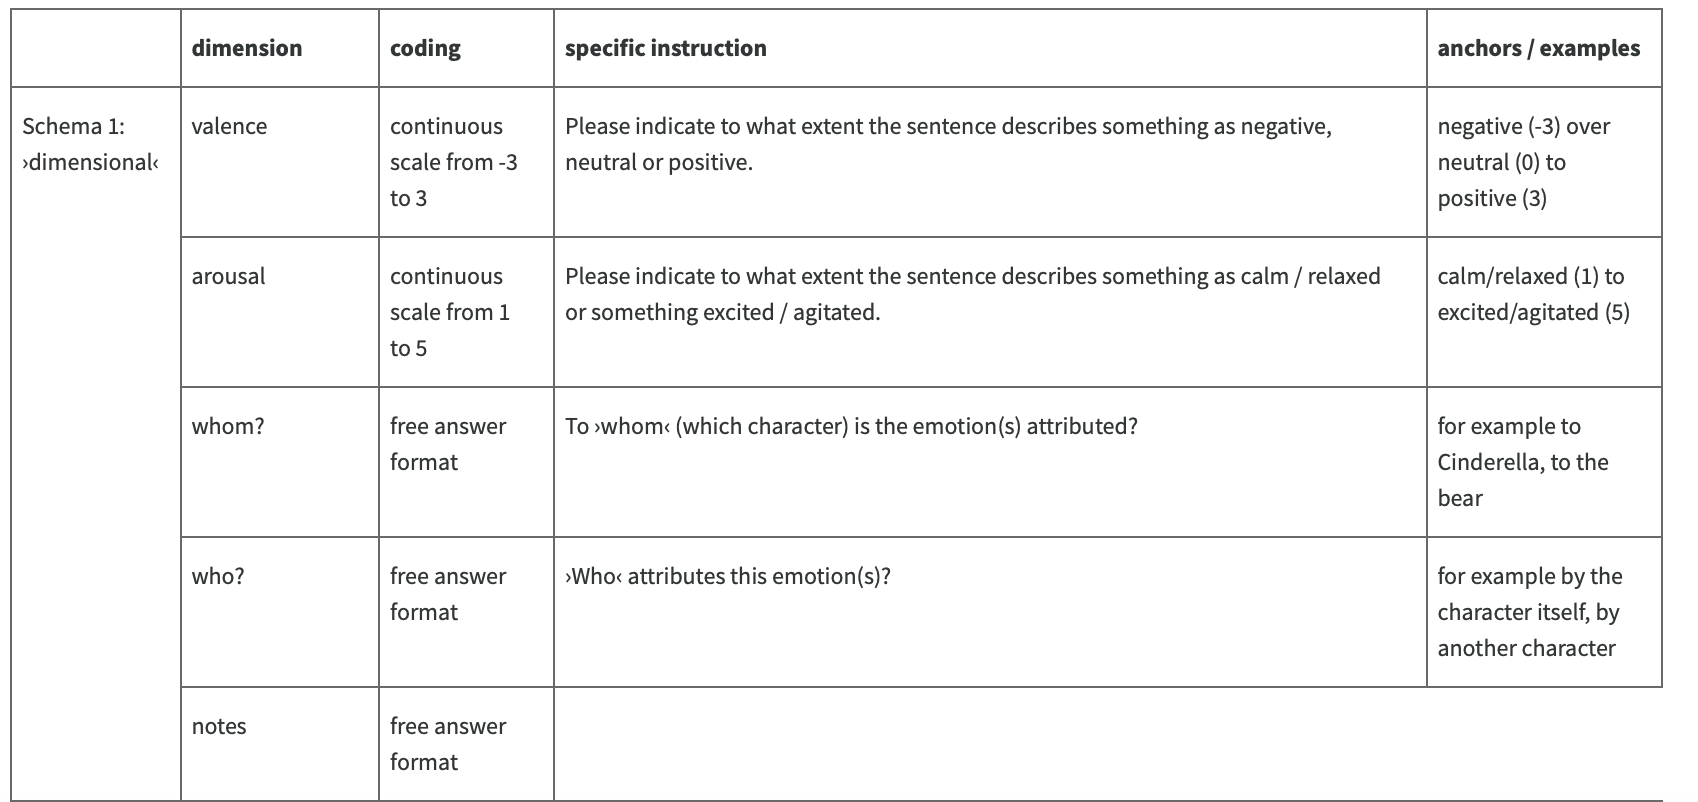 dimension
coding
specific instruction
anchors / examples
Schema 1:
›dimensional‹
valence
continuous
scale from -3
to 3
Please indicate to what extent the sentence describes something as negative,
neutral or positive.
negative (-3) over
neutral (0) to
positive (3)
arousal
continuous
scale from 1
to 5
Please indicate to what extent the sentence describes something as calm / relaxed
or something excited / agitated.
calm/relaxed (1) to
excited/agitated (5)
whom?
free answer
format
To ›whom‹ (which character) is the emotion(s) attributed?
for example to
Cinderella, to the
bear
who?
free answer
format
›Who‹ attributes this emotion(s)?
for example by the
character itself, by
another character
notes
free answer
format